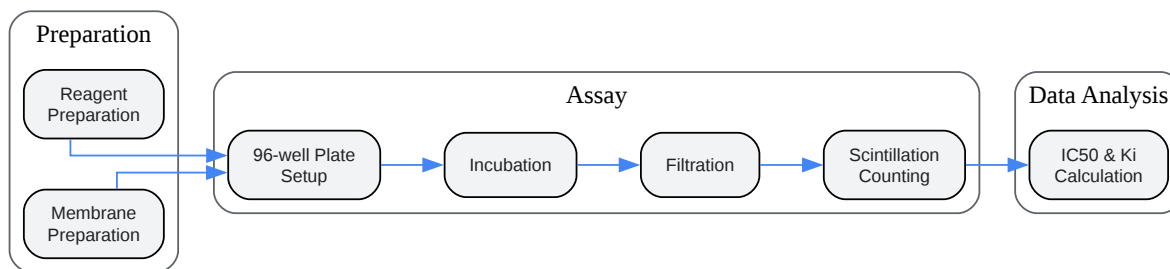 Preparation
Reagent
Preparation
Membrane
Preparation
Assay
96-well Plate
Setup
Incubation
Filtration
Scintillation
Counting
Data Analysis
IC50 & Ki
Calculation